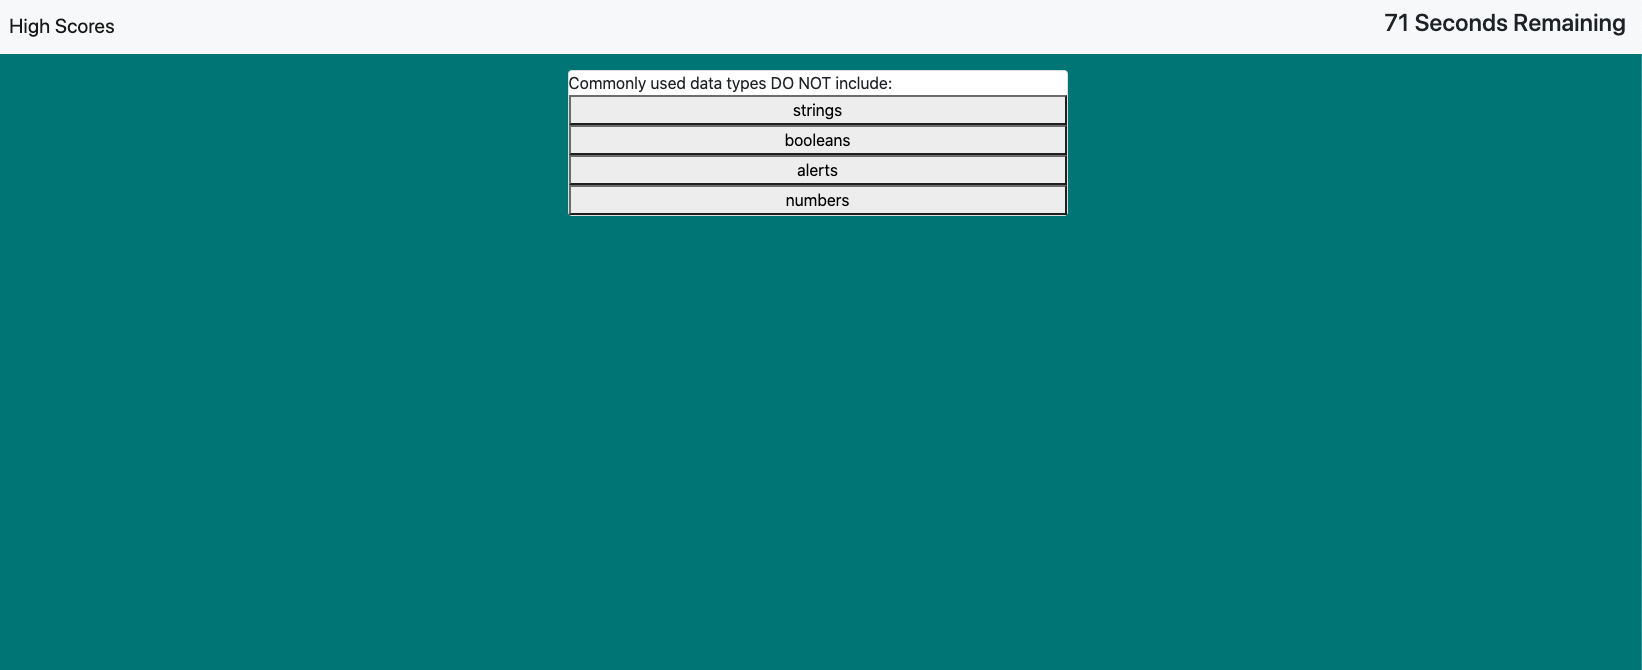 High Scores
71 Seconds Remaining
Commonly used data types DO NOT include:
strings
booleans
alerts
numbers